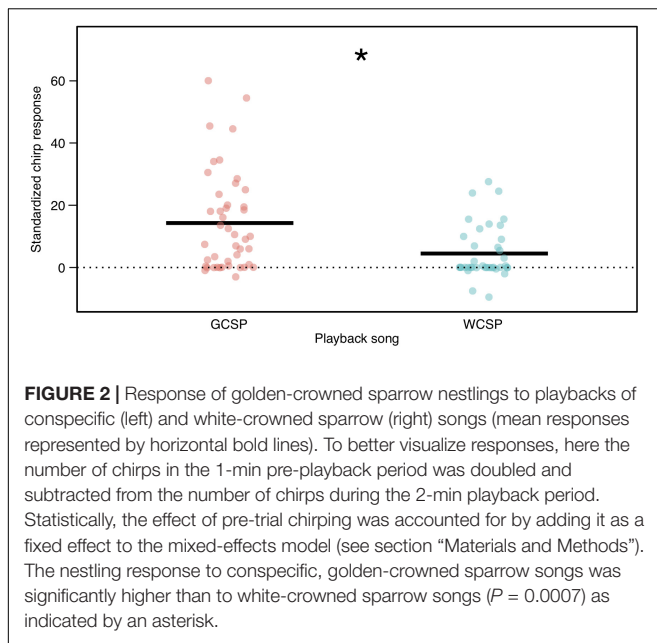 *
60
40
20
0
Standardized chirp response
GCSP
WCSP
Playback song
FIGURE 2 | Response of golden-crowned sparrow nestlings to playbacks of
conspecific (left) and white-crowned sparrow (right) songs (mean responses
represented by horizontal bold lines). To better visualize responses, here the
number of chirps in the 1-min pre-playback period was doubled and
subtracted from the number of chirps during the 2-min playback period.
Statistically, the effect of pre-trial chirping was accounted for by adding it as a
fixed effect to the mixed-effects model (see section “Materials and Methods”).
The nestling response to conspecific, golden-crowned sparrow songs was
significantly higher than to white-crowned sparrow songs (P = 0.0007) as
indicated by an asterisk.